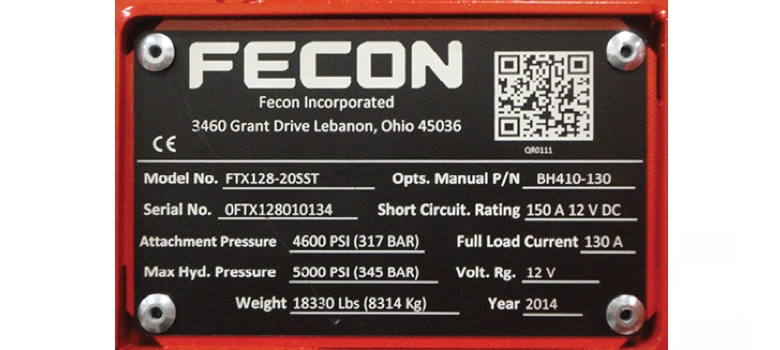 FECON
Fecon Incorporated
3460 Grant Drive Lebanon, Ohio 45036
CE
QR0111
Model No. FTX128-20SST Opts. Manual P/N BH410-130
Serial No. 0FTX128010134 Short Circuit. Rating 150 A 12 V DC
Attachment Pressure 4600 PSI (317 BAR) Full Load Current 130 A
Max Hyd. Pressure 5000 PSI (345 BAR) Volt. Rg. 12 V
Weight 18330 Lbs (8314 Kg) Year 2014